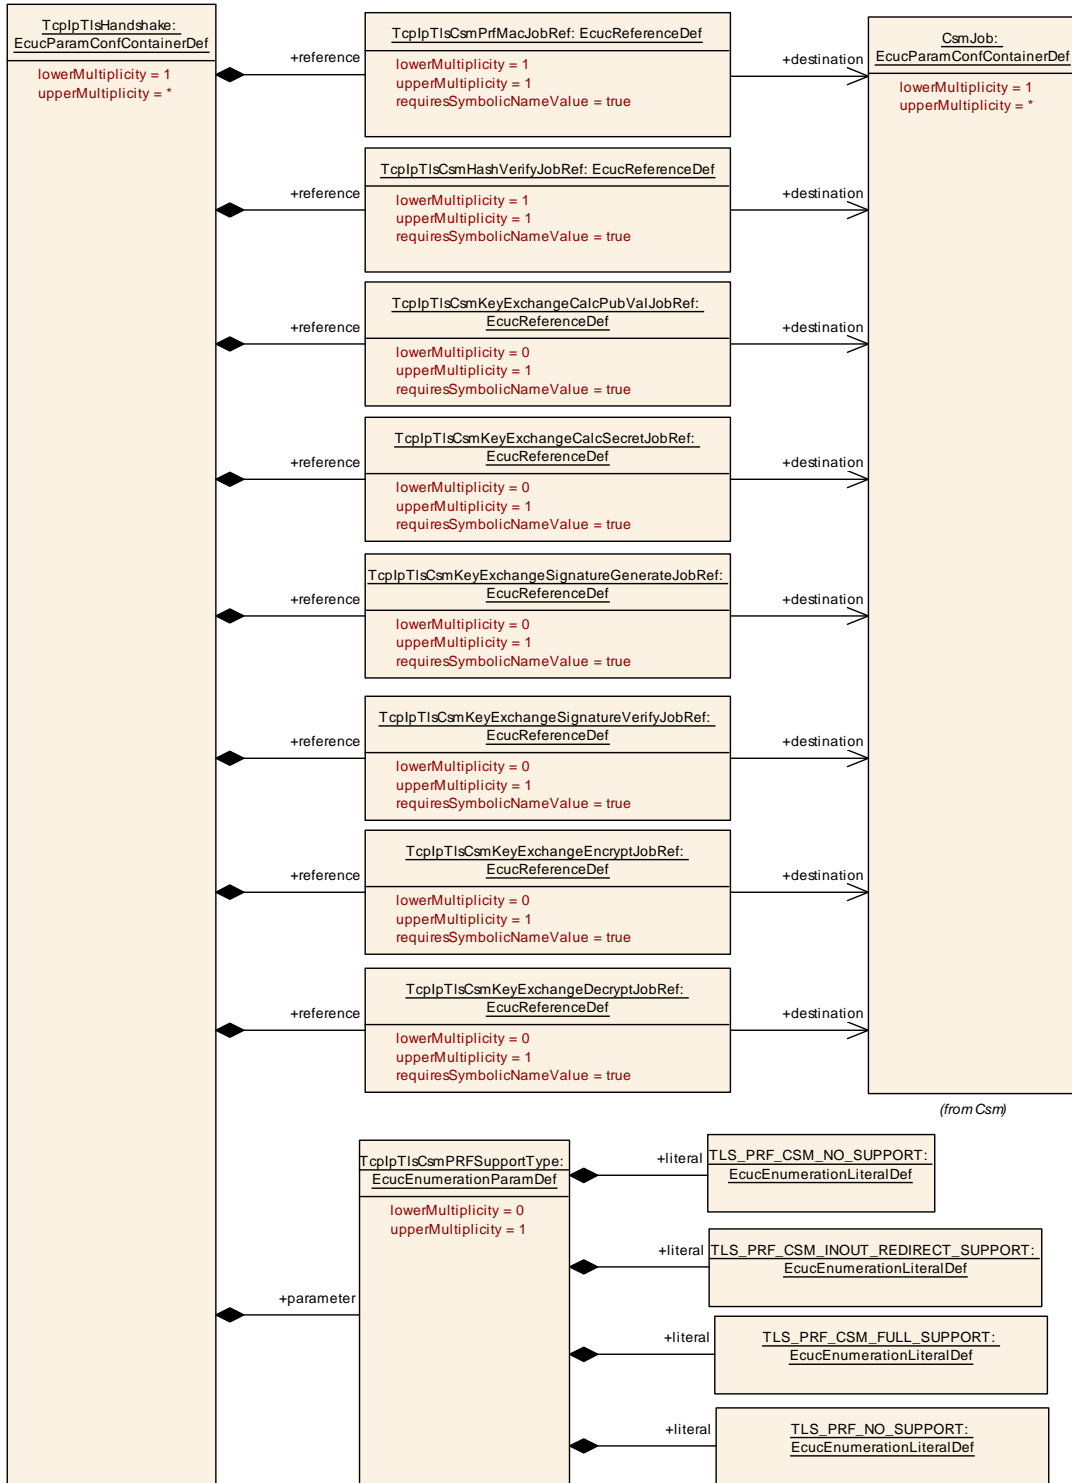 TcpIpTlsHandshake:
EcucParamConfContainerDef
lowerMultiplicity = 1
upperMultiplicity = *
+reference
TcpIpTlsCsmPrfMacJobRef: EcucReferenceDef
lowerMultiplicity = 1
upperMultiplicity = 1
requiresSymbolicNameValue = true
+destination
CsmJob:
EcucParamConfContainerDef
lowerMultiplicity = 1
upperMultiplicity = *
+reference
TcpIpTlsCsmHashVerifyJobRef: EcucReferenceDef
lowerMultiplicity = 1
upperMultiplicity = 1
requiresSymbolicNameValue = true
+destination
+reference
TcpIpTlsCsmKeyExchangeCalcPubValJobRef:
EcucReferenceDef
lowerMultiplicity = 0
upperMultiplicity = 1
requiresSymbolicNameValue = true
+destination
+reference
TcpIpTlsCsmKeyExchangeCalcSecretJobRef:
EcucReferenceDef
lowerMultiplicity = 0
upperMultiplicity = 1
requiresSymbolicNameValue = true
+destination
+reference
TcpIpTlsCsmKeyExchangeSignatureGenerateJobRef:
EcucReferenceDef
lowerMultiplicity = 0
upperMultiplicity = 1
requiresSymbolicNameValue = true
+destination
+reference
TcpIpTlsCsmKeyExchangeSignatureVerifyJobRef:
EcucReferenceDef
lowerMultiplicity = 0
upperMultiplicity = 1
requiresSymbolicNameValue = true
+destination
+reference
TcpIpTlsCsmKeyExchangeEncryptJobRef:
EcucReferenceDef
lowerMultiplicity = 0
upperMultiplicity = 1
requiresSymbolicNameValue = true
+destination
+reference
TcpIpTlsCsmKeyExchangeDecryptJobRef:
EcucReferenceDef
lowerMultiplicity = 0
upperMultiplicity = 1
requiresSymbolicNameValue = true
+destination
(from Csm)
+parameter
TcpIpTlsCsmPRFSupportType:
EcucEnumerationParamDef
lowerMultiplicity = 0
upperMultiplicity = 1
+literal
TLS_PRF_CSM_NO_SUPPORT:
EcucEnumerationLiteralDef
+literal
TLS_PRF_CSM_INOUT_REDIRECT_SUPPORT:
EcucEnumerationLiteralDef
+literal
TLS_PRF_CSM_FULL_SUPPORT:
EcucEnumerationLiteralDef
+literal
TLS_PRF_NO_SUPPORT:
EcucEnumerationLiteralDef